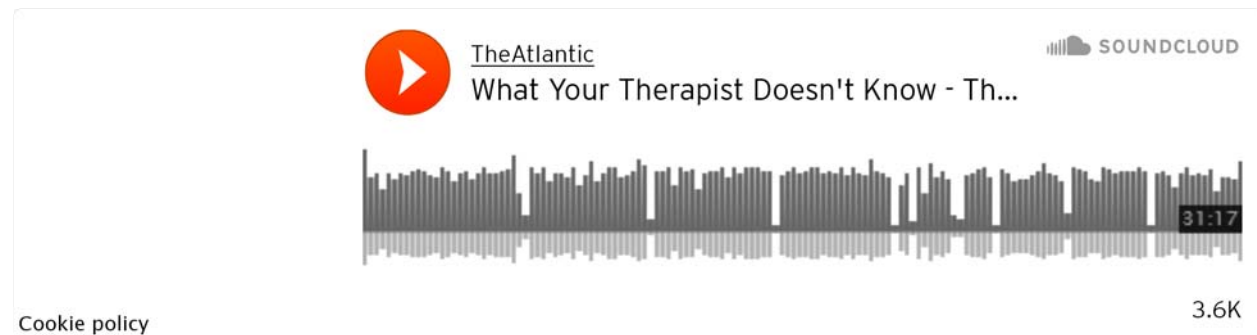 TheAtlantic
SOUNDCLOUD
What Your Therapist Doesn't Know - Th...
31:17
3.6K
Cookie policy